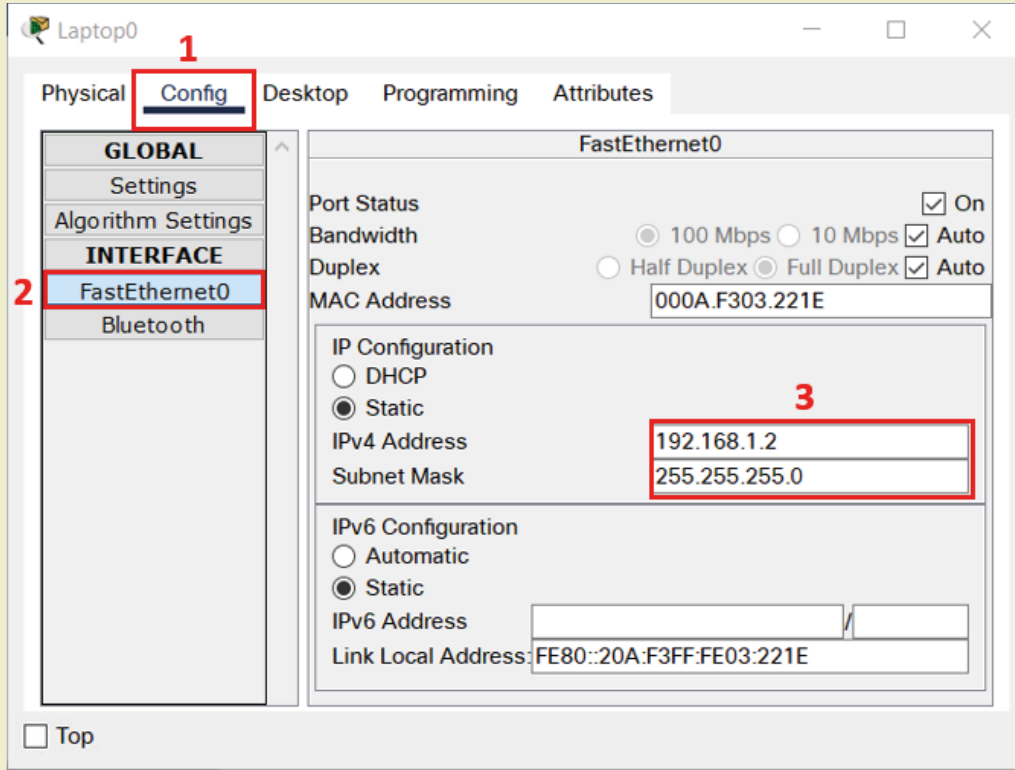 Laptop0
1
Physical Config Desktop Programming Attributes
GLOBAL
Settings
Algorithm Settings
INTERFACE
2 FastEthernet0
Bluetooth
FastEthernet0
Port Status On
Bandwidth 100 Mbps 10 Mbps Auto
Duplex Half Duplex Full Duplex Auto
MAC Address 000A.F303.221E
IP Configuration
DHCP
Static
3
IPv4 Address 192.168.1.2
Subnet Mask 255.255.255.0
IPv6 Configuration
Automatic
Static
IPv6 Address /
Link Local Address: FE80::20A:F3FF:FE03:221E
Top